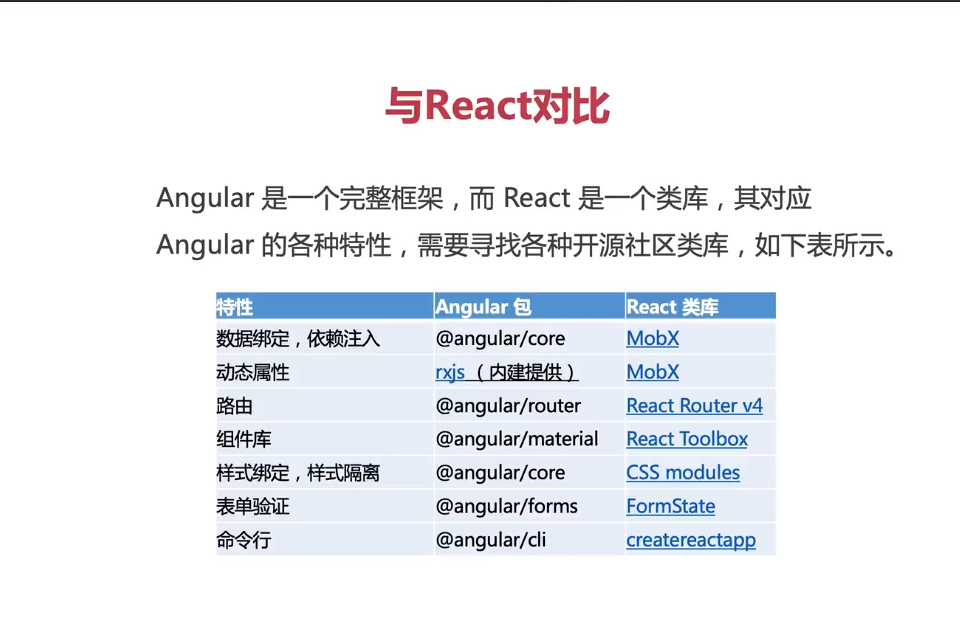 与React对比
Angular 是一个完整框架，而 React 是一个类库，其对应
Angular 的各种特性，需要寻找各种开源社区类库，如下表所示。
特性 Angular 包 React 类库
数据绑定，依赖注入 @angular/core MobX
动态属性 rxjs（内建提供） MobX
路由 @angular/router React Router v4
组件库 @angular/material React Toolbox
样式绑定，样式隔离 @angular/core CSS modules
表单验证 @angular/forms FormState
命令行 @angular/cli createreactapp